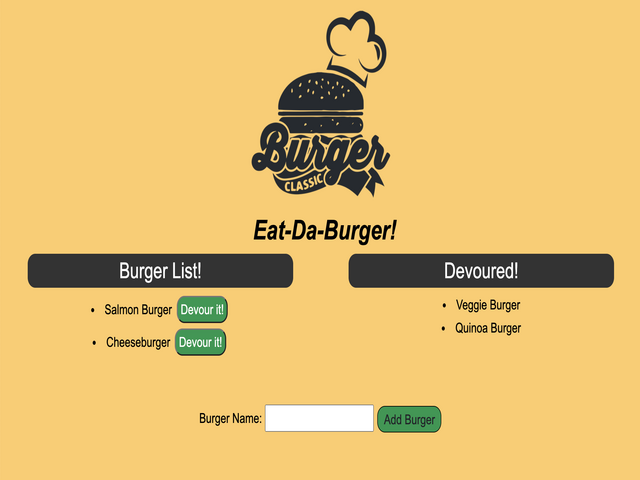 Burger
CLASSIC
Eat-Da-Burger!
Burger List!
• Salmon Burger Devour it!
• Cheeseburger Devour it!
Devoured!
• Veggie Burger
• Quinoa Burger
Burger Name: Add Burger